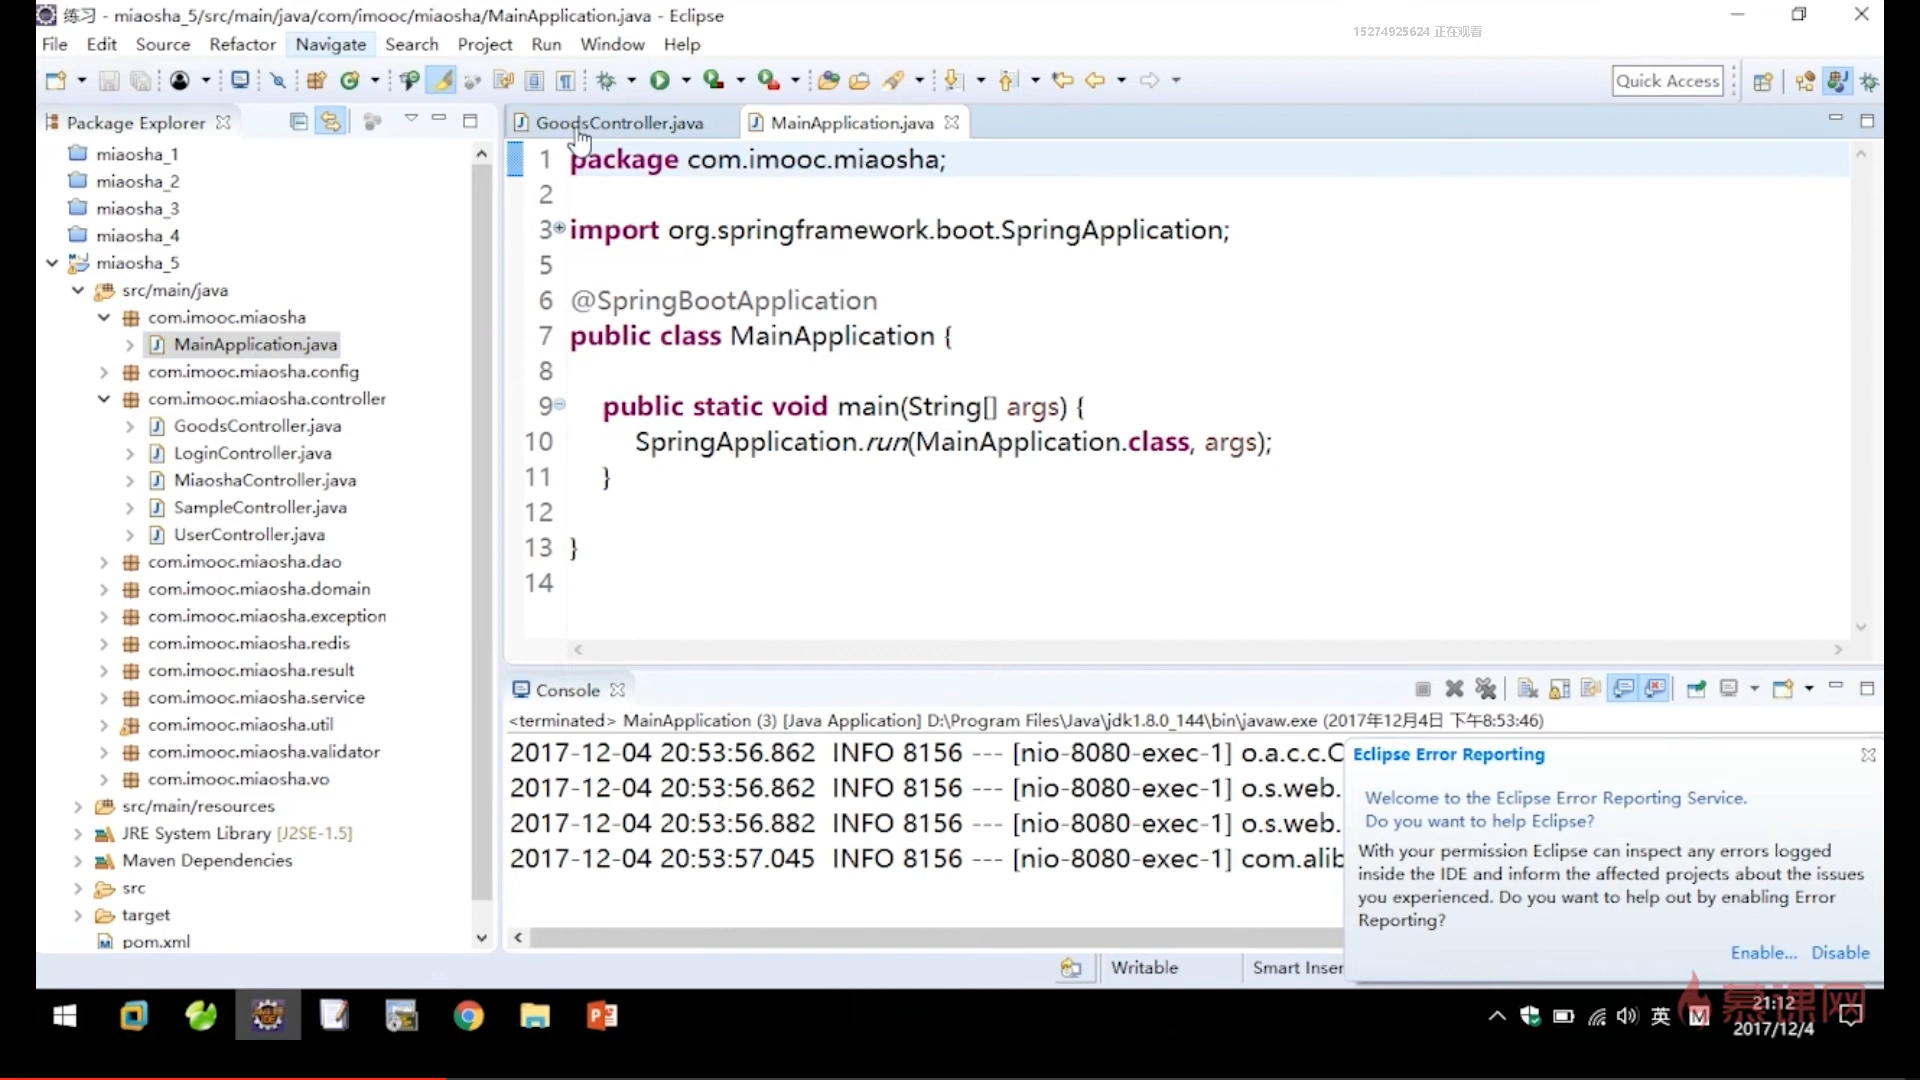 练习 - miaosha_5/src/main/java/com/imooc/miaosha/MainApplication.java - Eclipse
15274925624 正在观看
File Edit Source Refactor Navigate Search Project Run Window Help
Quick Access
Package Explorer
miaosha_1
miaosha_2
miaosha_3
miaosha_4
miaosha_5
src/main/java
com.imooc.miaosha
MainApplication.java
com.imooc.miaosha.config
com.imooc.miaosha.controller
GoodsController.java
LoginController.java
MiaoshaController.java
SampleController.java
UserController.java
com.imooc.miaosha.dao
com.imooc.miaosha.domain
com.imooc.miaosha.exception
com.imooc.miaosha.redis
com.imooc.miaosha.result
com.imooc.miaosha.service
com.imooc.miaosha.util
com.imooc.miaosha.validator
com.imooc.miaosha.vo
src/main/resources
JRE System Library [J2SE-1.5]
Maven Dependencies
src
target
pom.xml
GoodsController.java MainApplication.java
1 package com.imooc.miaosha;
2
3 import org.springframework.boot.SpringApplication;
5
6 @SpringBootApplication
7 public class MainApplication {
8
9 public static void main(String[] args) {
10 SpringApplication.run(MainApplication.class, args);
11 }
12
13 }
14
Console
<terminated> MainApplication (3) [Java Application] D:\Program Files\Java\jdk1.8.0_144\bin\javaw.exe (2017年12月4日 下午8:53:46)
2017-12-04 20:53:56.862 INFO 8156 --- [nio-8080-exec-1] o.a.c.c.C
2017-12-04 20:53:56.862 INFO 8156 --- [nio-8080-exec-1] o.s.web.
2017-12-04 20:53:56.882 INFO 8156 --- [nio-8080-exec-1] o.s.web.
2017-12-04 20:53:57.045 INFO 8156 --- [nio-8080-exec-1] com.alib
Eclipse Error Reporting
Welcome to the Eclipse Error Reporting Service.
Do you want to help Eclipse?
With your permission Eclipse can inspect any errors logged
inside the IDE and inform the affected projects about the issues
you experienced. Do you want to help out by enabling Error
Reporting?
Enable... Disable
Writable Smart Inser
慕课网
英 M 21:12
2017/12/4